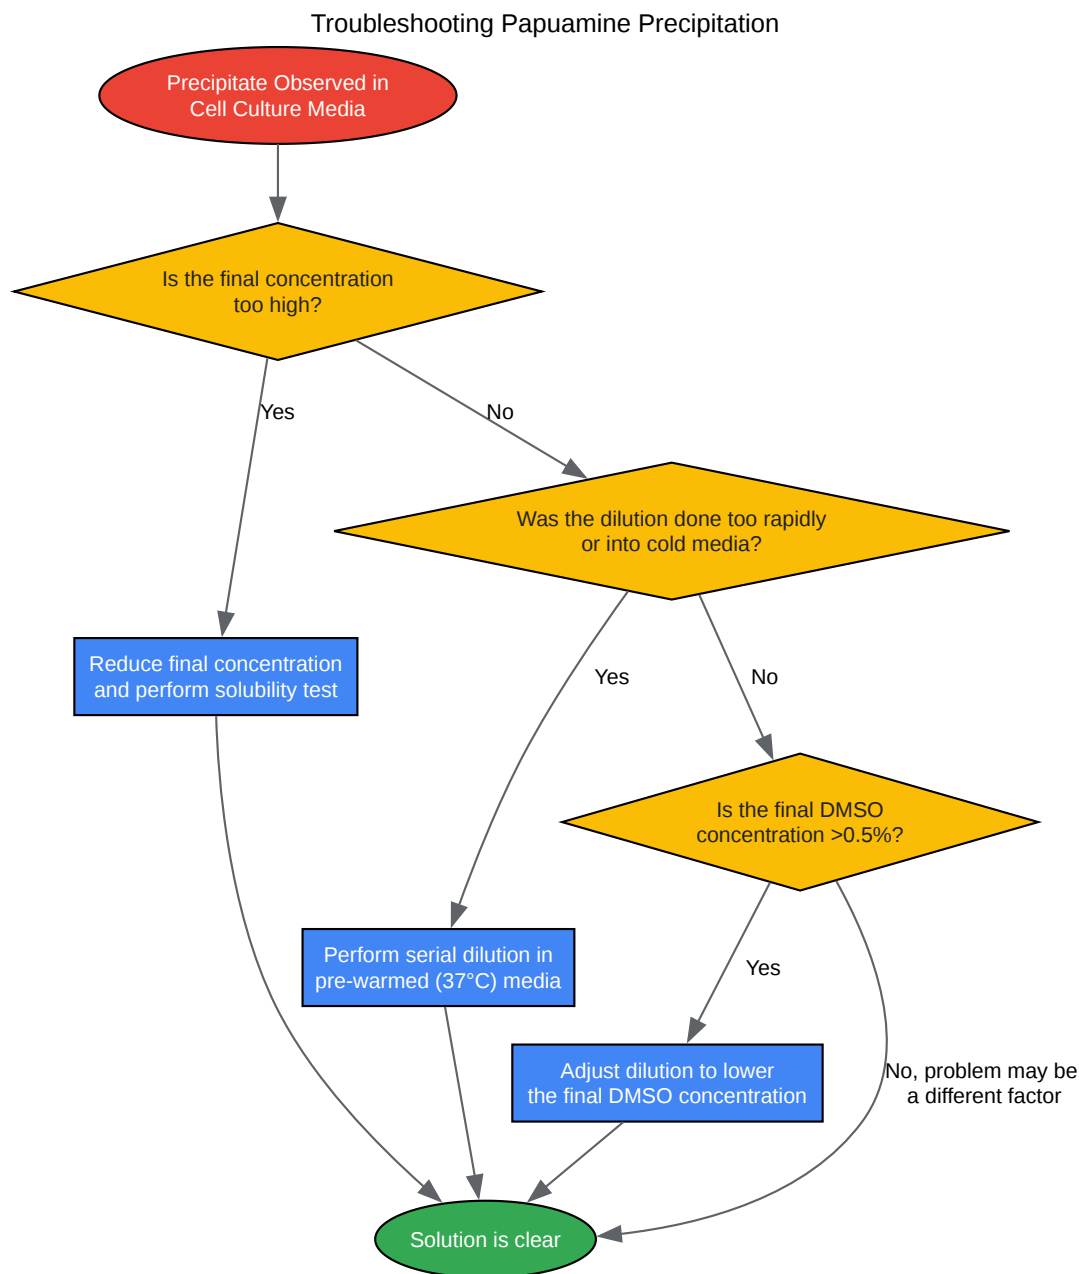 Troubleshooting Papuamine Precipitation
Precipitate Observed in
Cell Culture Media
Is the final concentration
too high?
Yes
No
Was the dilution done too rapidly
or into cold media?
Reduce final concentration
and perform solubility test
Yes
No
Is the final DMSO
concentration >0.5%?
Perform serial dilution in
pre-warmed (37°C) media
Yes
Adjust dilution to lower
the final DMSO concentration
No, problem may be
a different factor
Solution is clear